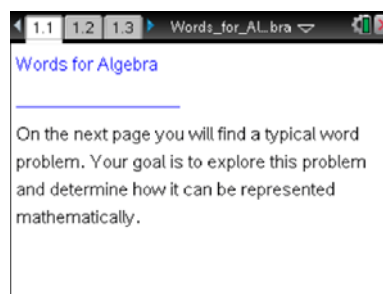 1.1 1.2 1.3 Words_for_Al…bra
Words for Algebra
On the next page you will find a typical word
problem. Your goal is to explore this problem
and determine how it can be represented
mathematically.